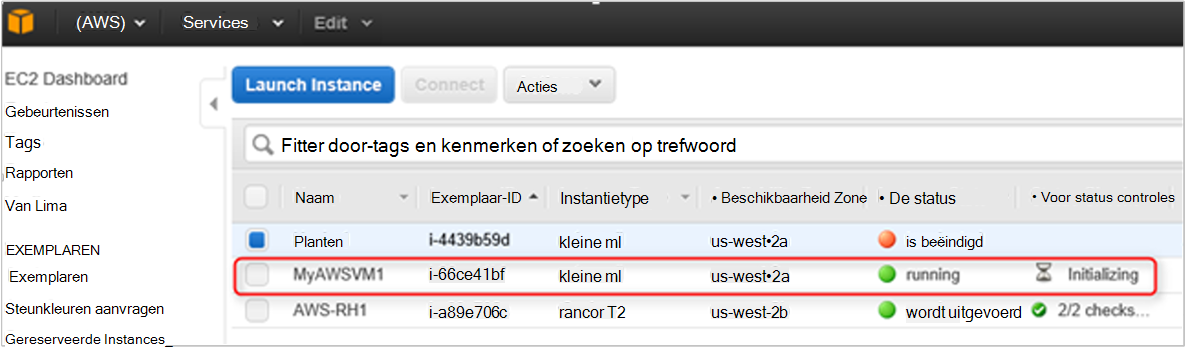 (AWS) Services Edit
EC2 Dashboard
Gebeurtenissen
Tags
Rapporten
Van Lima
EXEMPLAREN
Exemplaren
Steunkleuren aanvragen
Gereserveerde Instances_
Launch Instance Connect Acties
Fitter door-tags en kenmerken of zoeken op trefwoord
Naam Exemplaar-ID Instantietype • Beschikbaarheid Zone • De status • Voor status controles
Planten i-4439b59d kleine ml us-west•2a is beëindigd
MyAWSVM1 i-66ce41bf kleine ml us-west•2a running Initializing
AWS-RH1 i-a89e706c rancor T2 us-west-2b wordt uitgevoerd 2/2 checks...